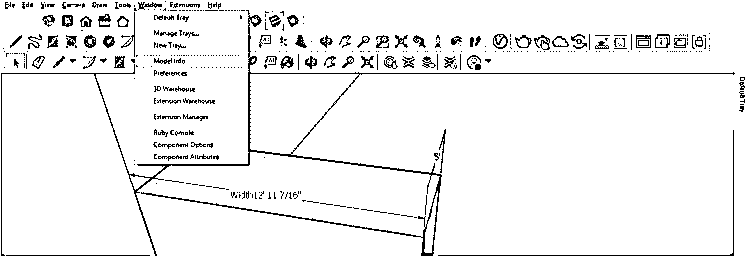 File Edit View Camera Draw Tools Window Extensions Help
Default Tray
Manage Trays...
New Tray...
Model Info
Preferences
3D Warehouse
Extension Warehouse
Extension Manager
Ruby Console
Component Options
Component Attributes
Default Tray
Width12' 11 7/16"